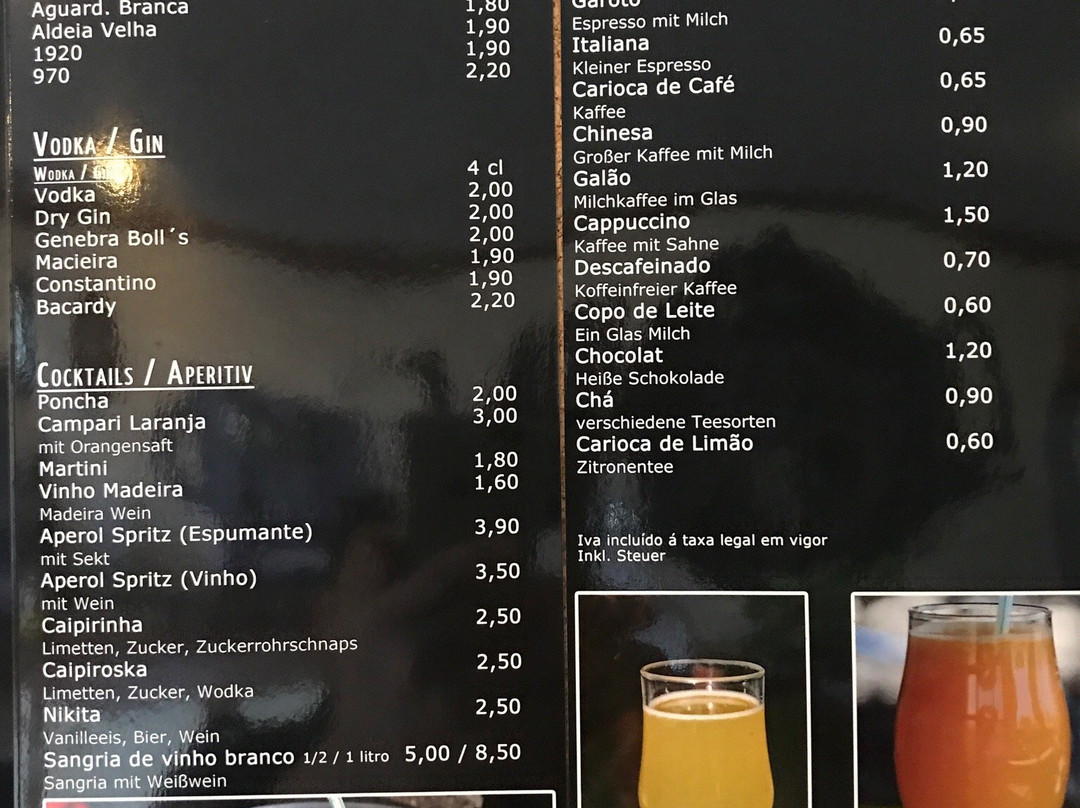 Aguard. Branca 1,80
Aldeia Velha 1,90
1920 1,90
970 2,20
VODKA / GIN
WODKA / GIN 4 cl
Vodka 2,00
Dry Gin 2,00
Genebra Boll´s 2,00
Macieira 1,90
Constantino 1,90
Bacardy 2,20
COCKTAILS / APERITIV
Poncha 2,00
Campari Laranja 3,00
mit Orangensaft
Martini 1,80
Vinho Madeira 1,60
Madeira Wein
Aperol Spritz (Espumante) 3,90
mit Sekt
Aperol Spritz (Vinho) 3,50
mit Wein
Caipirinha 2,50
Limetten, Zucker, Zuckerrohrschnaps
Caipiroska 2,50
Limetten, Zucker, Wodka
Nikita 2,50
Vanilleeis, Bier, Wein
Sangria de vinho branco 1/2 / 1 litro 5,00 / 8,50
Sangria mit Weißwein
Garoto
Espresso mit Milch
Italiana 0,65
Kleiner Espresso
Carioca de Café 0,65
Kaffee
Chinesa 0,90
Großer Kaffee mit Milch
Galão 1,20
Milchkaffee im Glas
Cappuccino 1,50
Kaffee mit Sahne
Descafeinado 0,70
Koffeinfreier Kaffee
Copo de Leite 0,60
Ein Glas Milch
Chocolat 1,20
Heiße Schokolade
Chá 0,90
verschiedene Teesorten
Carioca de Limão 0,60
Zitronentee
Iva incluído á taxa legal em vigor
Inkl. Steuer